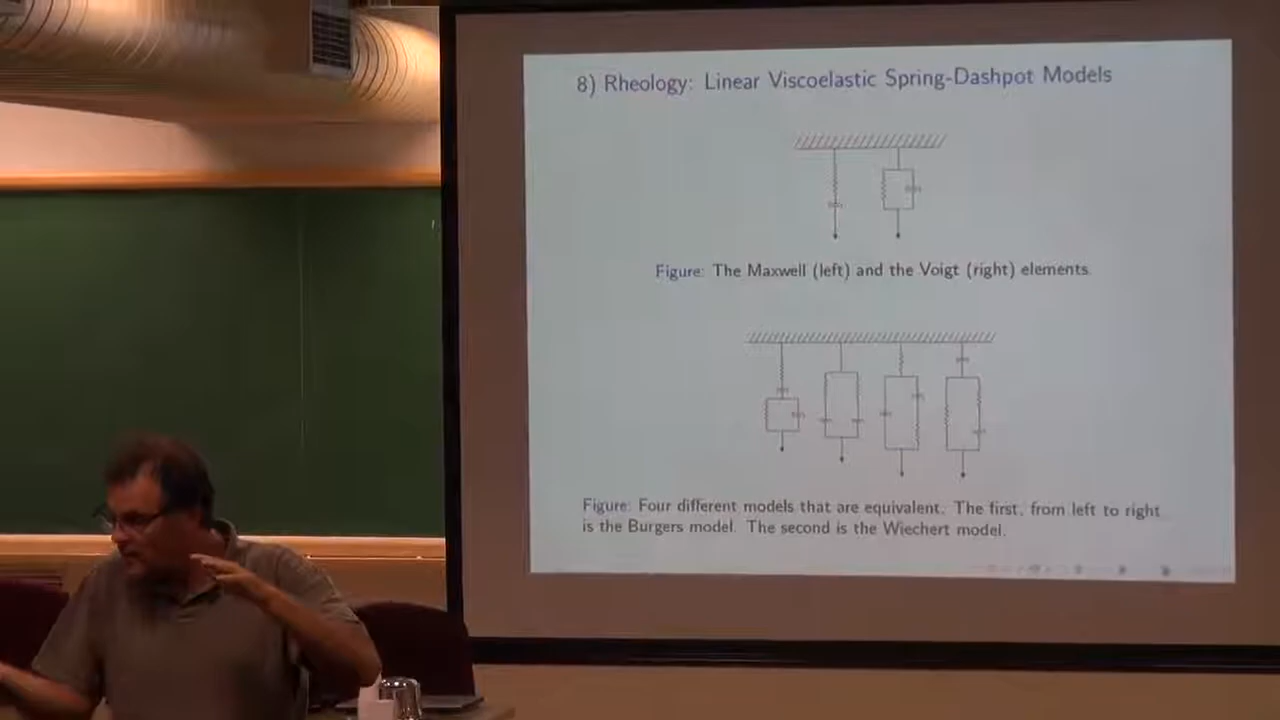 8) Rheology: Linear Viscoelastic Spring-Dashpot Models
Figure: The Maxwell (left) and the Voigt (right) elements.
Figure: Four different models that are equivalent. The first, from left to right
is the Burgers model. The second is the Wiechert model.